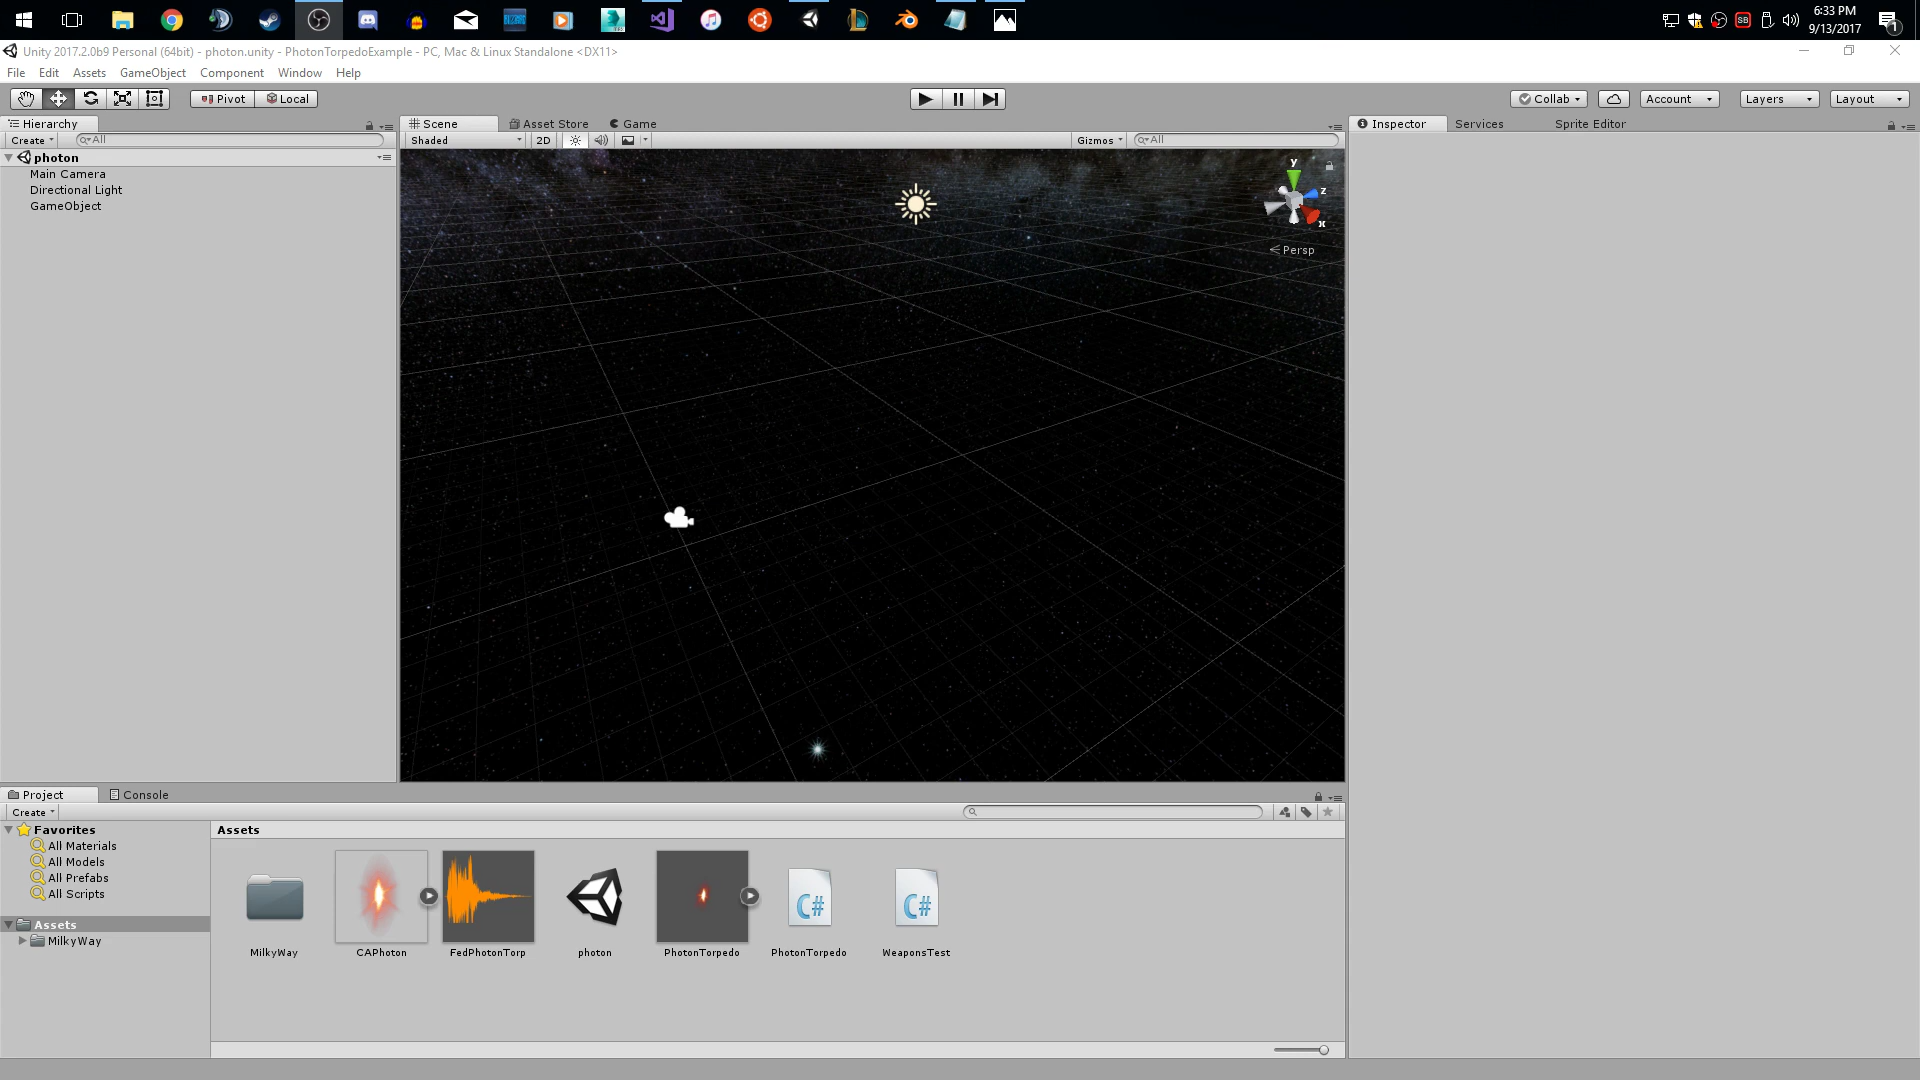 6:33 PM
SB
9/13/2017
1
Unity 2017.2.0b9 Personal (64bit) - photon.unity - PhotonTorpedoExample - PC, Mac & Linux Standalone <DX11>
File Edit Assets GameObject Component Window Help
Pivot Local Collab Account Layers Layout
Hierarchy Scene Asset Store Game Inspector Services Sprite Editor
Create All Shaded 2D Gizmos All
photon
Main Camera
Directional Light
GameObject
y
z
x
Persp
Project Console
Create
Favorites
All Materials
All Models
All Prefabs
All Scripts
Assets
MilkyWay
Assets
C# C#
MilkyWay CAPhoton FedPhotonTorp photon PhotonTorpedo PhotonTorpedo WeaponsTest